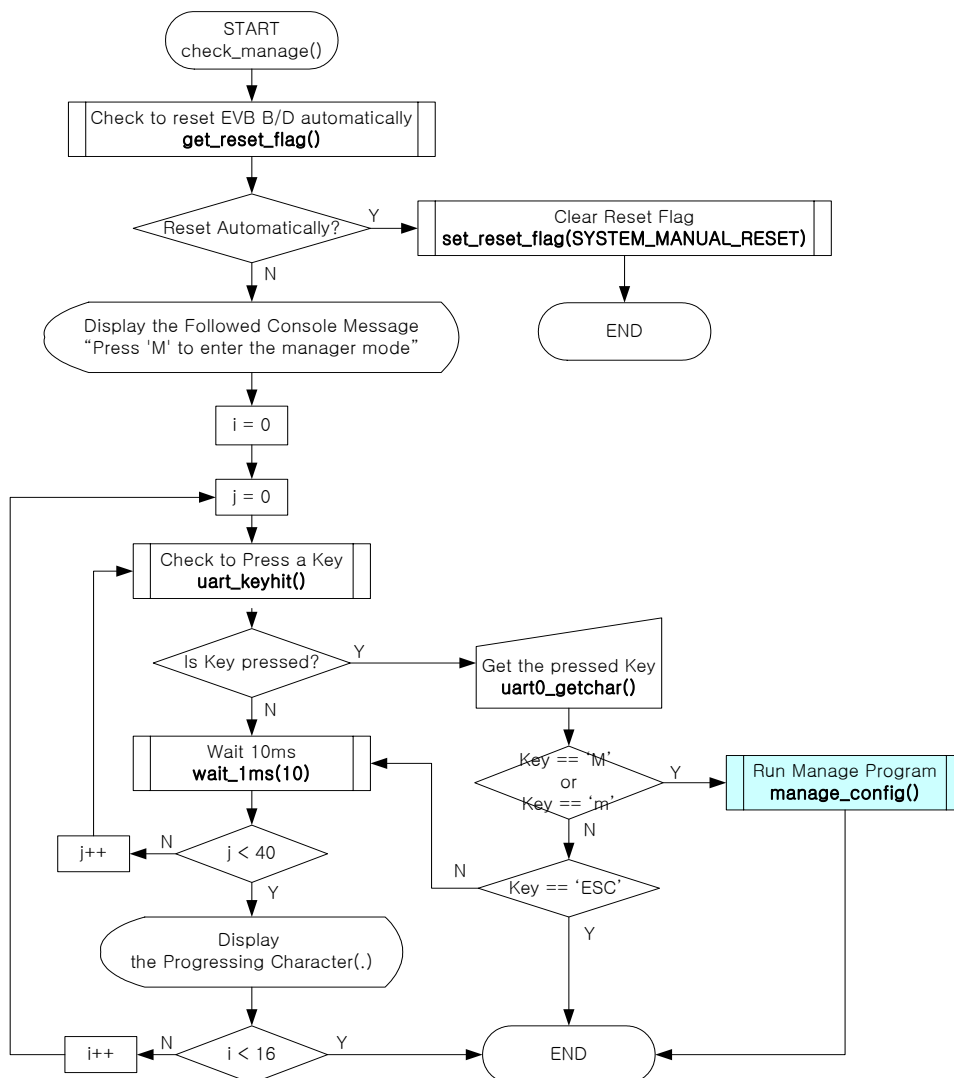 START
check_manage()
Check to reset EVB B/D automatically
get_reset_flag()
Reset Automatically?
Y
Clear Reset Flag
set_reset_flag(SYSTEM_MANUAL_RESET)
N
END
Display the Followed Console Message
“Press 'M' to enter the manager mode”
i = 0
j = 0
Check to Press a Key
uart_keyhit()
Is Key pressed?
Y
Get the pressed Key
uart0_getchar()
N
Wait 10ms
wait_1ms(10)
Key == ‘M’
or
Key == ‘m’
Y
Run Manage Program
manage_config()
N
j++
N
j < 40
N
Key == ‘ESC’
Y
Y
Display
the Progressing Character(.)
i++
N
i < 16
Y
END